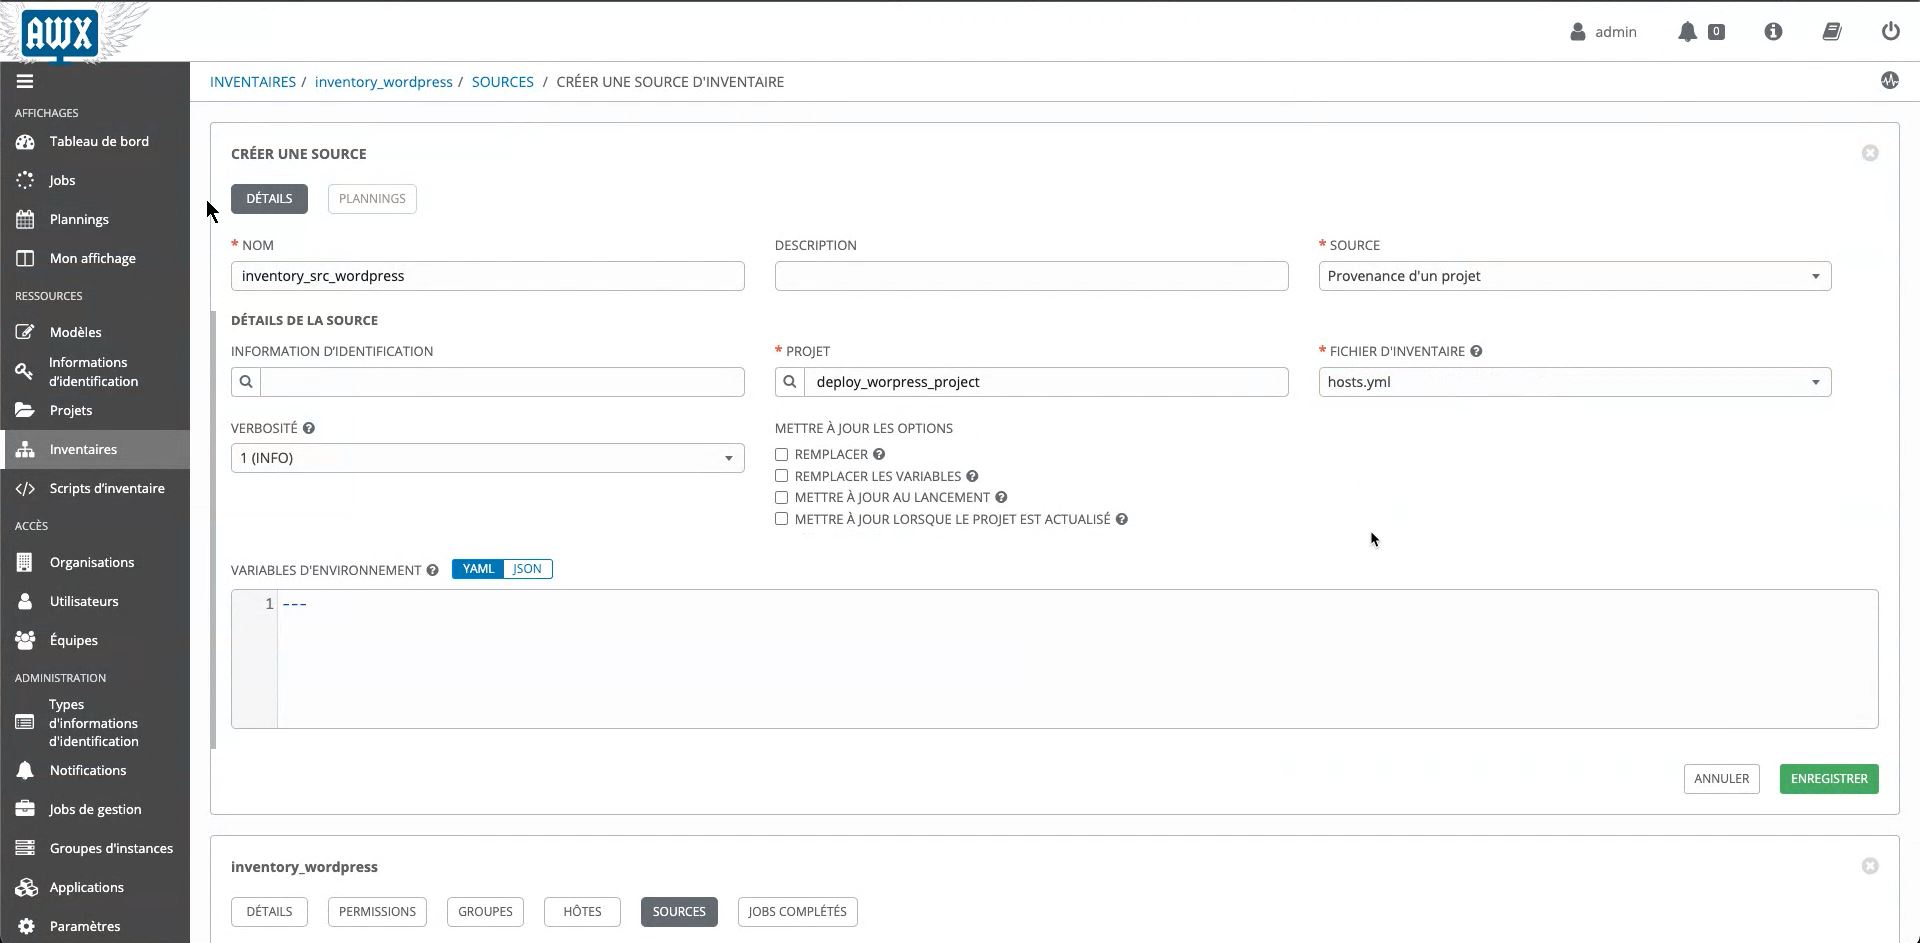 AWX
admin
0
INVENTAIRES / inventory_wordpress / SOURCES / CRÉER UNE SOURCE D'INVENTAIRE
AFFICHAGES
Tableau de bord
Jobs
Plannings
Mon affichage
RESSOURCES
Modèles
Informations
d'identification
Projets
Inventaires
Scripts d'inventaire
ACCÈS
Organisations
Utilisateurs
Équipes
ADMINISTRATION
Types
d'informations
d'identification
Notifications
Jobs de gestion
Groupes d'instances
Applications
Paramètres
CRÉER UNE SOURCE
DÉTAILS PLANNINGS
* NOM DESCRIPTION * SOURCE
inventory_src_wordpress Provenance d'un projet
DÉTAILS DE LA SOURCE
INFORMATION D'IDENTIFICATION * PROJET * FICHIER D'INVENTAIRE
deploy_worpress_project hosts.yml
VERBOSITÉ METTRE À JOUR LES OPTIONS
1 (INFO)
REMPLACER
REMPLACER LES VARIABLES
METTRE À JOUR AU LANCEMENT
METTRE À JOUR LORSQUE LE PROJET EST ACTUALISÉ
VARIABLES D'ENVIRONNEMENT YAML JSON
1 ---
ANNULER ENREGISTRER
inventory_wordpress
DÉTAILS PERMISSIONS GROUPES HÔTES SOURCES JOBS COMPLÉTÉS